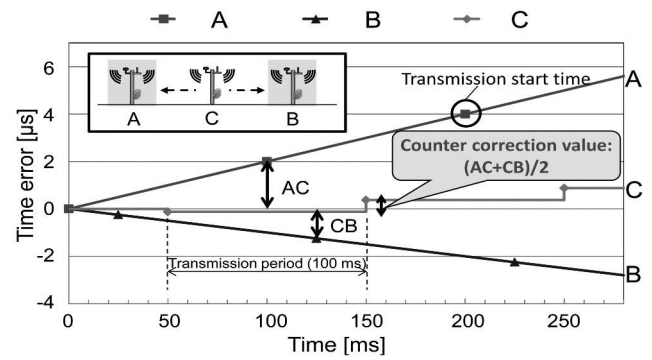 A B C
6
4
2
0
-2
-4
0 50 100 150 200 250
Time error [μs]
Time [ms]
A C B
Transmission start time
Counter correction value:
(AC+CB)/2
AC
CB
Transmission period (100 ms)
A
C
B